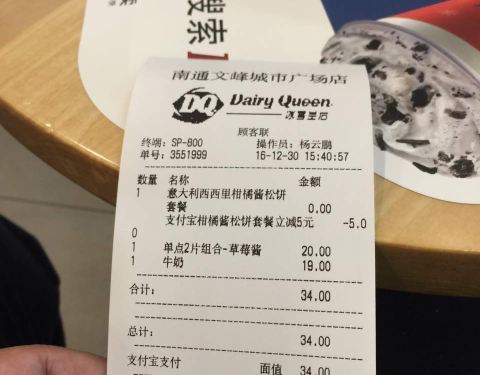 搜索
南通文峰城市广场店
DQ Dairy Queen
冰雪皇后
顾客联
终端: SP-800 操作员: 杨云鹏
单号: 3551999 16-12-30 15:40:57
数量 名称 金额
1 意大利西西里柑橘酱松饼
套餐 0.00
支付宝柑橘酱松饼套餐立减5元 -5.0
0
1 单点2片组合-草莓酱 20.00
1 牛奶 19.00
合计: 34.00
总计: 34.00
支付宝支付 面值 34.00